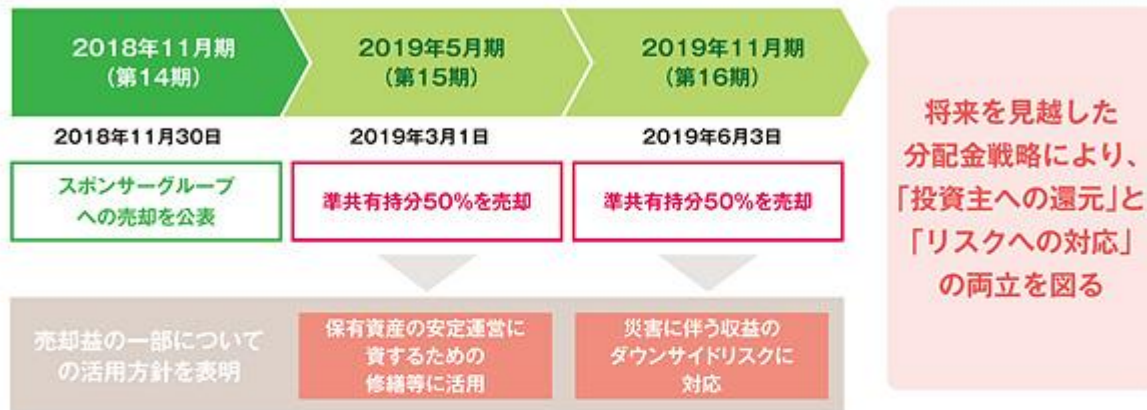 2018年11月期
(第14期)
2019年5月期
(第15期)
2019年11月期
(第16期)
2018年11月30日
2019年3月1日
2019年6月3日
スポンサーグループ
への売却を公表
準共有持分50%を売却
準共有持分50%を売却
売却益の一部について
の活用方針を表明
保有資産の安定運営に
資するための
修繕等に活用
災害に伴う収益の
ダウンサイドリスクに
対応
将来を見越した
分配金戦略により、
「投資主への還元」と
「リスクへの対応」
の両立を図る